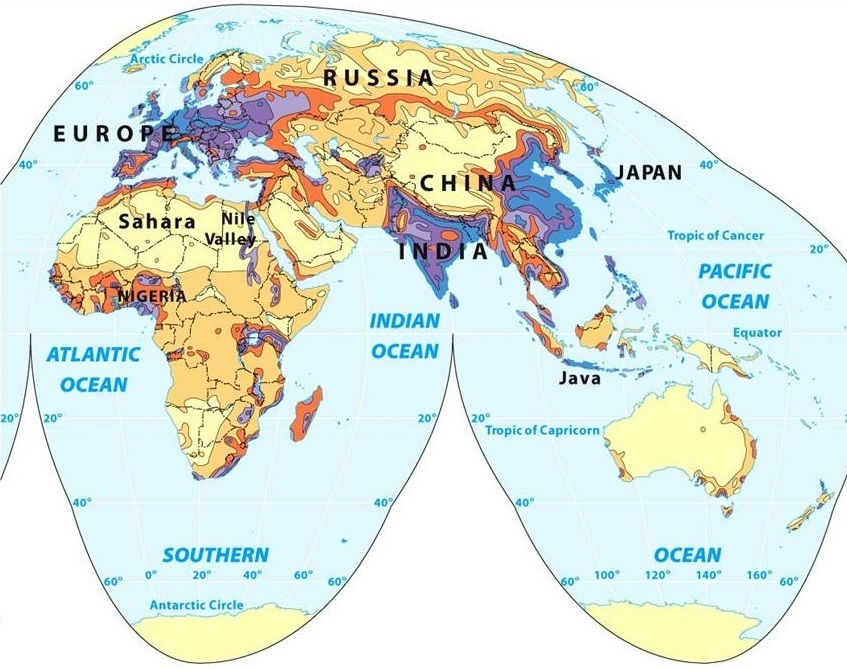 Arctic Circle
60°
RUSSIA
60°
EUROPE
40°
CHINA
JAPAN
40°
Sahara
Nile
Valley
INDIA
Tropic of Cancer
20°
NIGERIA
PACIFIC
OCEAN
INDIAN
OCEAN
Equator
ATLANTIC
OCEAN
Java
20°
20°
20°
20°
Tropic of Capricorn
40°
40°
40°
SOUTHERN
OCEAN
60°
0°
20°
40°
60°
60°
60°
100°
120°
140°
160°
60°
Antarctic Circle